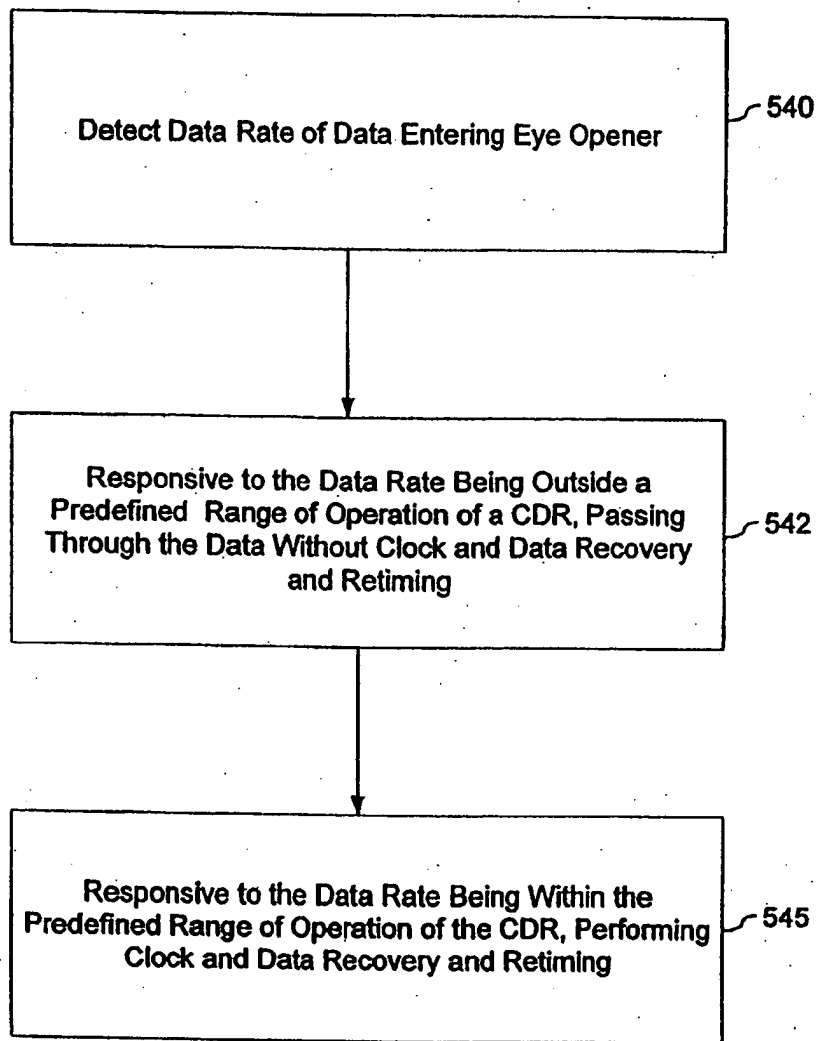 Detect Data Rate of Data Entering Eye Opener
540
Responsive to the Data Rate Being Outside a
Predefined Range of Operation of a CDR, Passing
Through the Data Without Clock and Data Recovery
and Retiming
542
Responsive to the Data Rate Being Within the
Predefined Range of Operation of the CDR, Performing
Clock and Data Recovery and Retiming
545